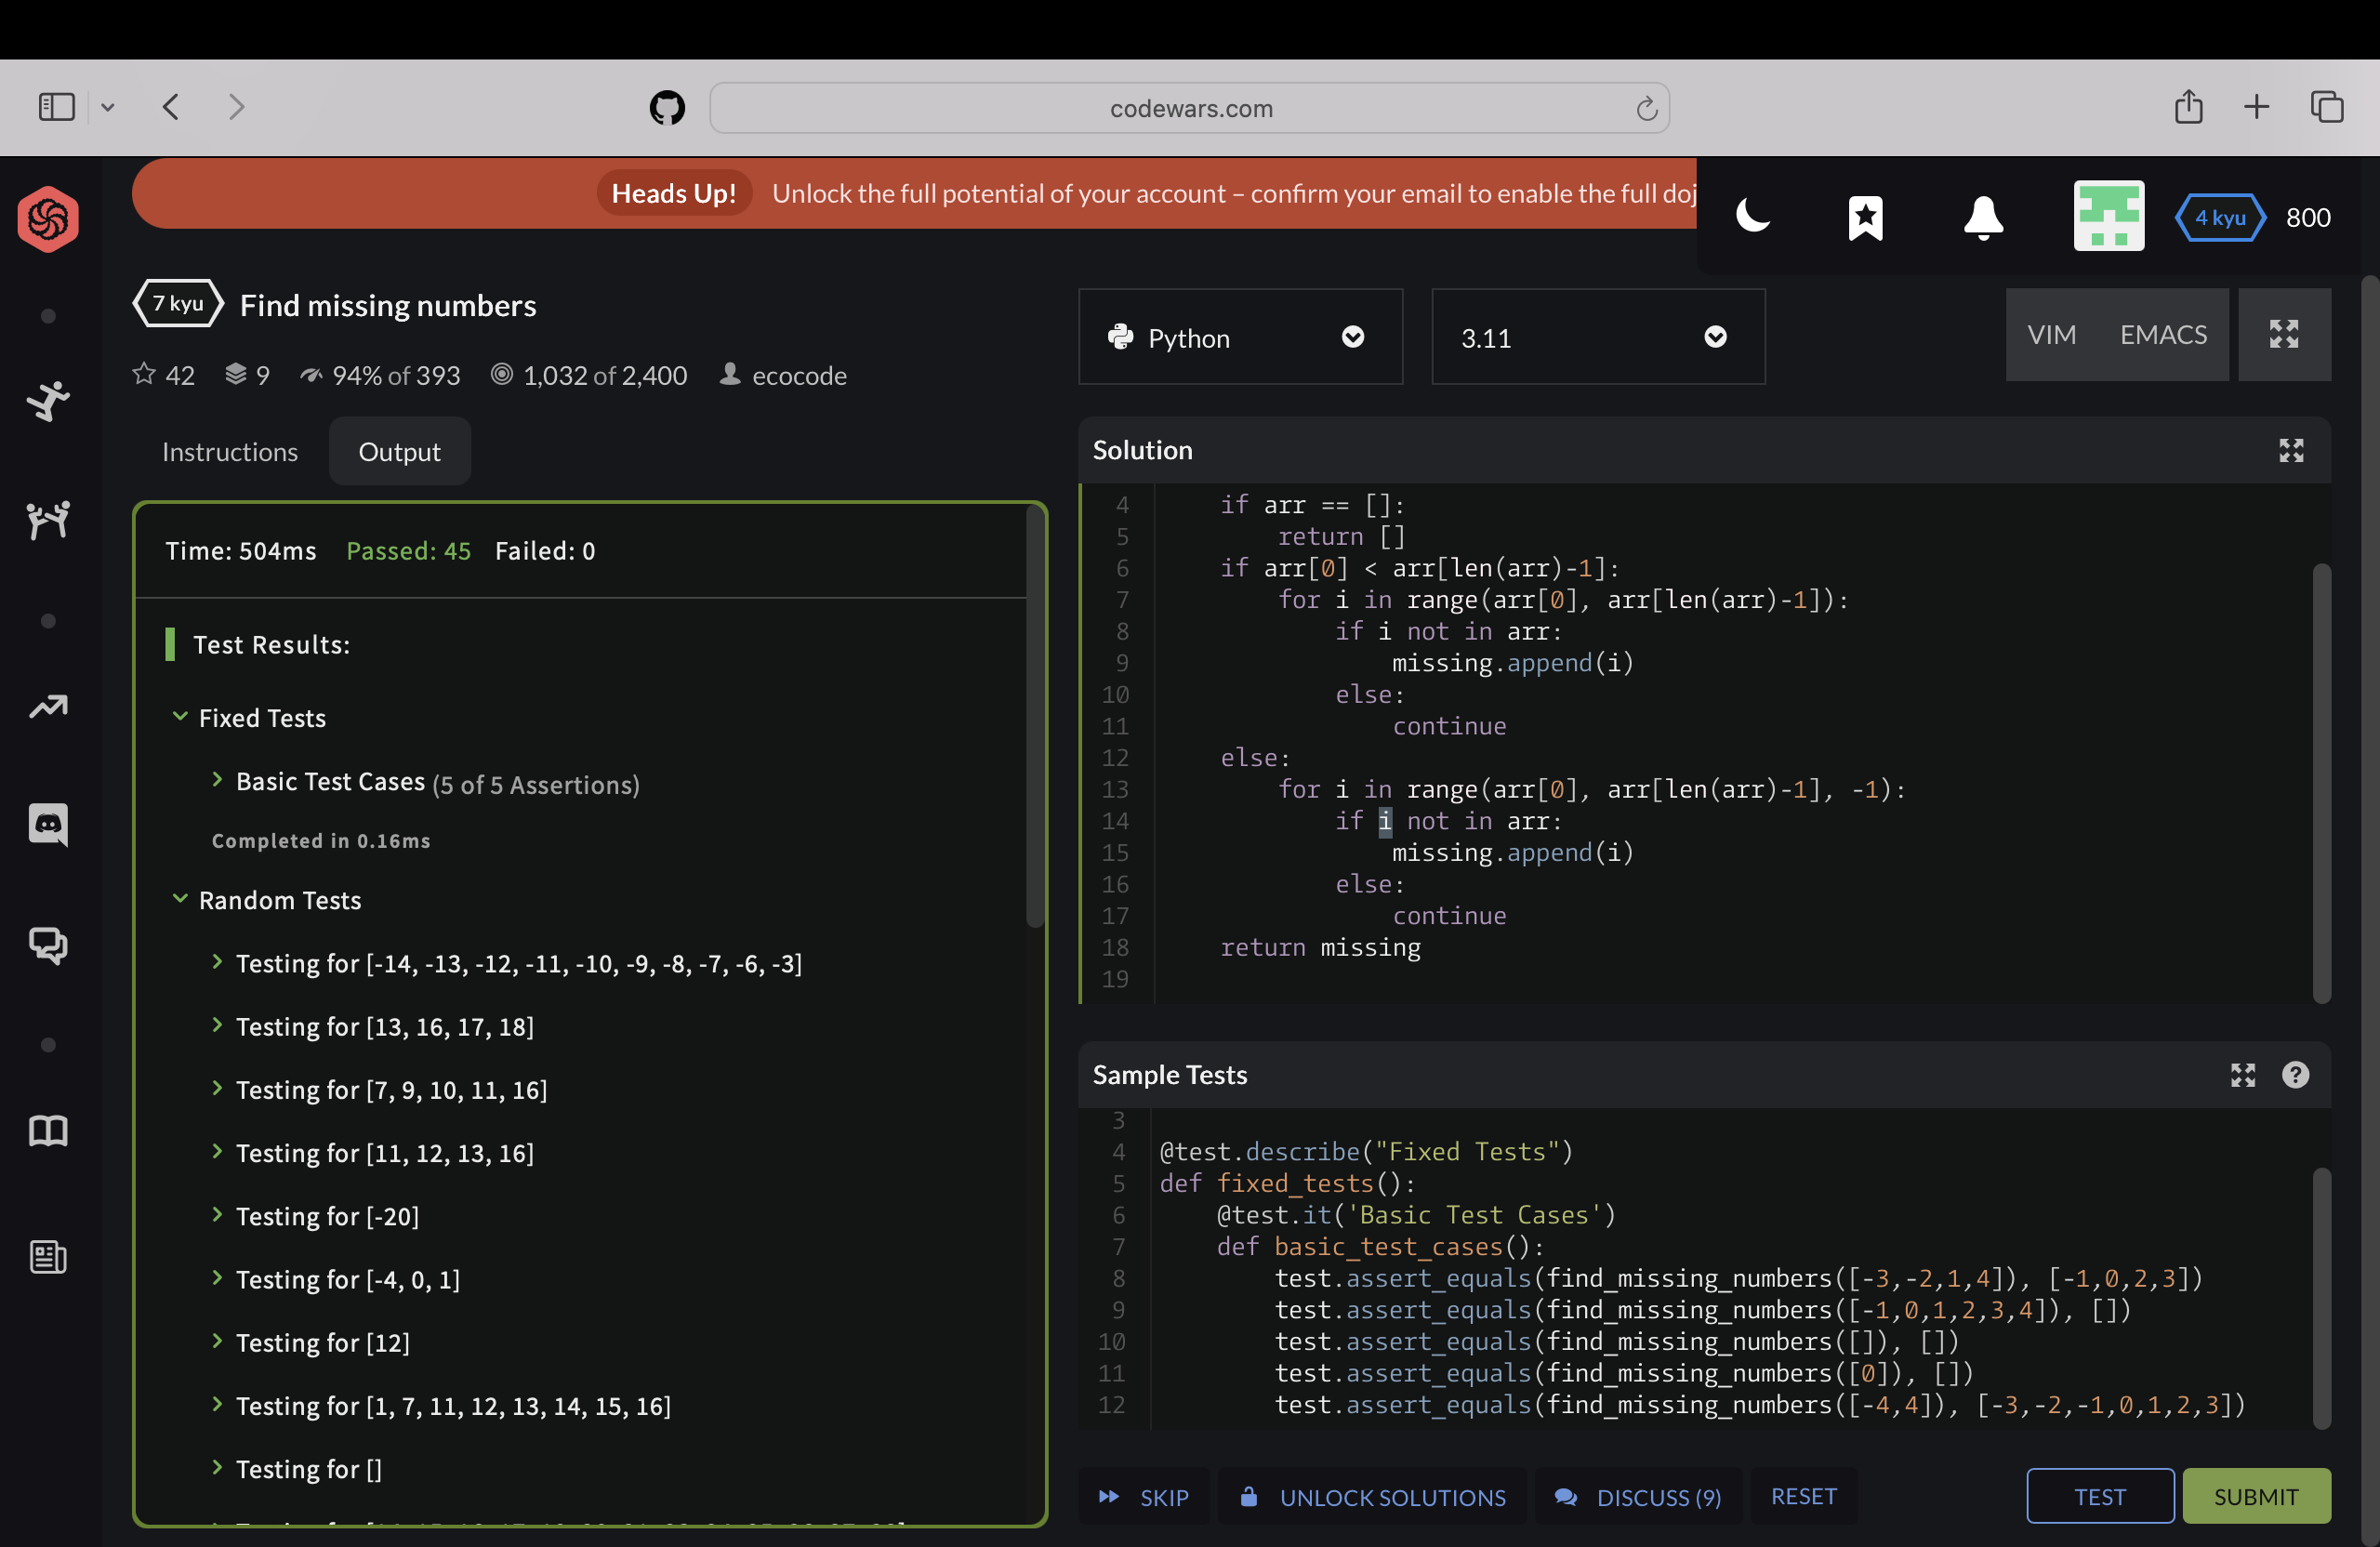 codewars.com
Heads Up! Unlock the full potential of your account – confirm your email to enable the full doj
4 kyu 800
7 kyu Find missing numbers
42 9 94% of 393 1,032 of 2,400 ecocode
Python
3.11
VIM EMACS
Instructions Output
Time: 504ms Passed: 45 Failed: 0
Test Results:
Fixed Tests
Basic Test Cases (5 of 5 Assertions)
Completed in 0.16ms
Random Tests
Testing for [-14, -13, -12, -11, -10, -9, -8, -7, -6, -3]
Testing for [13, 16, 17, 18]
Testing for [7, 9, 10, 11, 16]
Testing for [11, 12, 13, 16]
Testing for [-20]
Testing for [-4, 0, 1]
Testing for [12]
Testing for [1, 7, 11, 12, 13, 14, 15, 16]
Testing for []
Solution
4 if arr == []:
5 return []
6 if arr[0] < arr[len(arr)-1]:
7 for i in range(arr[0], arr[len(arr)-1]):
8 if i not in arr:
9 missing.append(i)
10 else:
11 continue
12 else:
13 for i in range(arr[0], arr[len(arr)-1], -1):
14 if i not in arr:
15 missing.append(i)
16 else:
17 continue
18 return missing
19
Sample Tests
3
4 @test.describe("Fixed Tests")
5 def fixed_tests():
6 @test.it('Basic Test Cases')
7 def basic_test_cases():
8 test.assert_equals(find_missing_numbers([-3,-2,1,4]), [-1,0,2,3])
9 test.assert_equals(find_missing_numbers([-1,0,1,2,3,4]), [])
10 test.assert_equals(find_missing_numbers([]), [])
11 test.assert_equals(find_missing_numbers([0]), [])
12 test.assert_equals(find_missing_numbers([-4,4]), [-3,-2,-1,0,1,2,3])
SKIP UNLOCK SOLUTIONS DISCUSS (9) RESET TEST SUBMIT